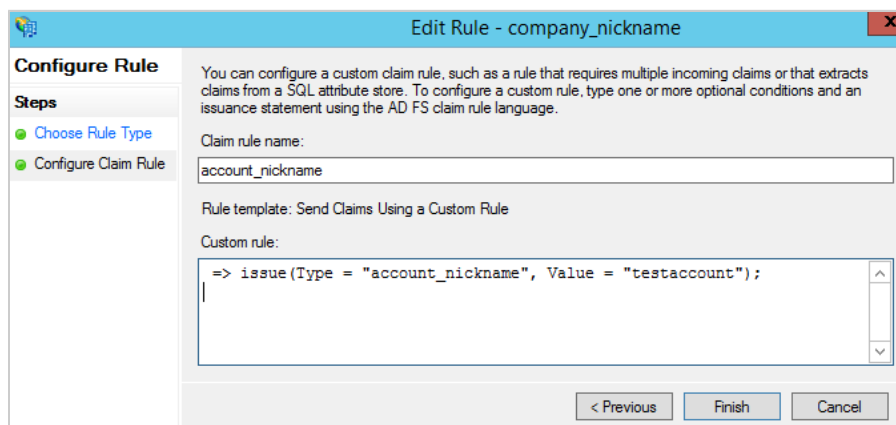 Edit Rule - company_nickname
x
Configure Rule
Steps
Choose Rule Type
Configure Claim Rule
You can configure a custom claim rule, such as a rule that requires multiple incoming claims or that extracts
claims from a SQL attribute store. To configure a custom rule, type one or more optional conditions and an
issuance statement using the AD FS claim rule language.
Claim rule name:
account_nickname
Rule template: Send Claims Using a Custom Rule
Custom rule:
=> issue(Type = "account_nickname", Value = "testaccount");
< Previous
Finish
Cancel